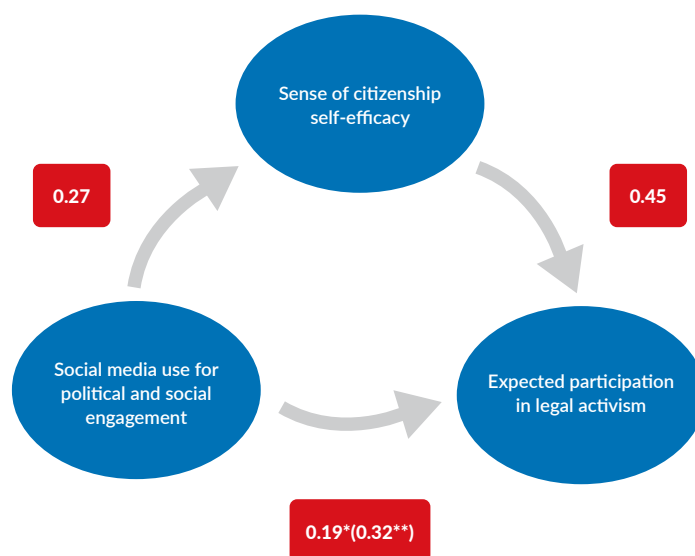 Sense of citizenship
self-efficacy
0.27
0.45
Social media use for
political and social
engagement
Expected participation
in legal activism
0.19*(0.32**)